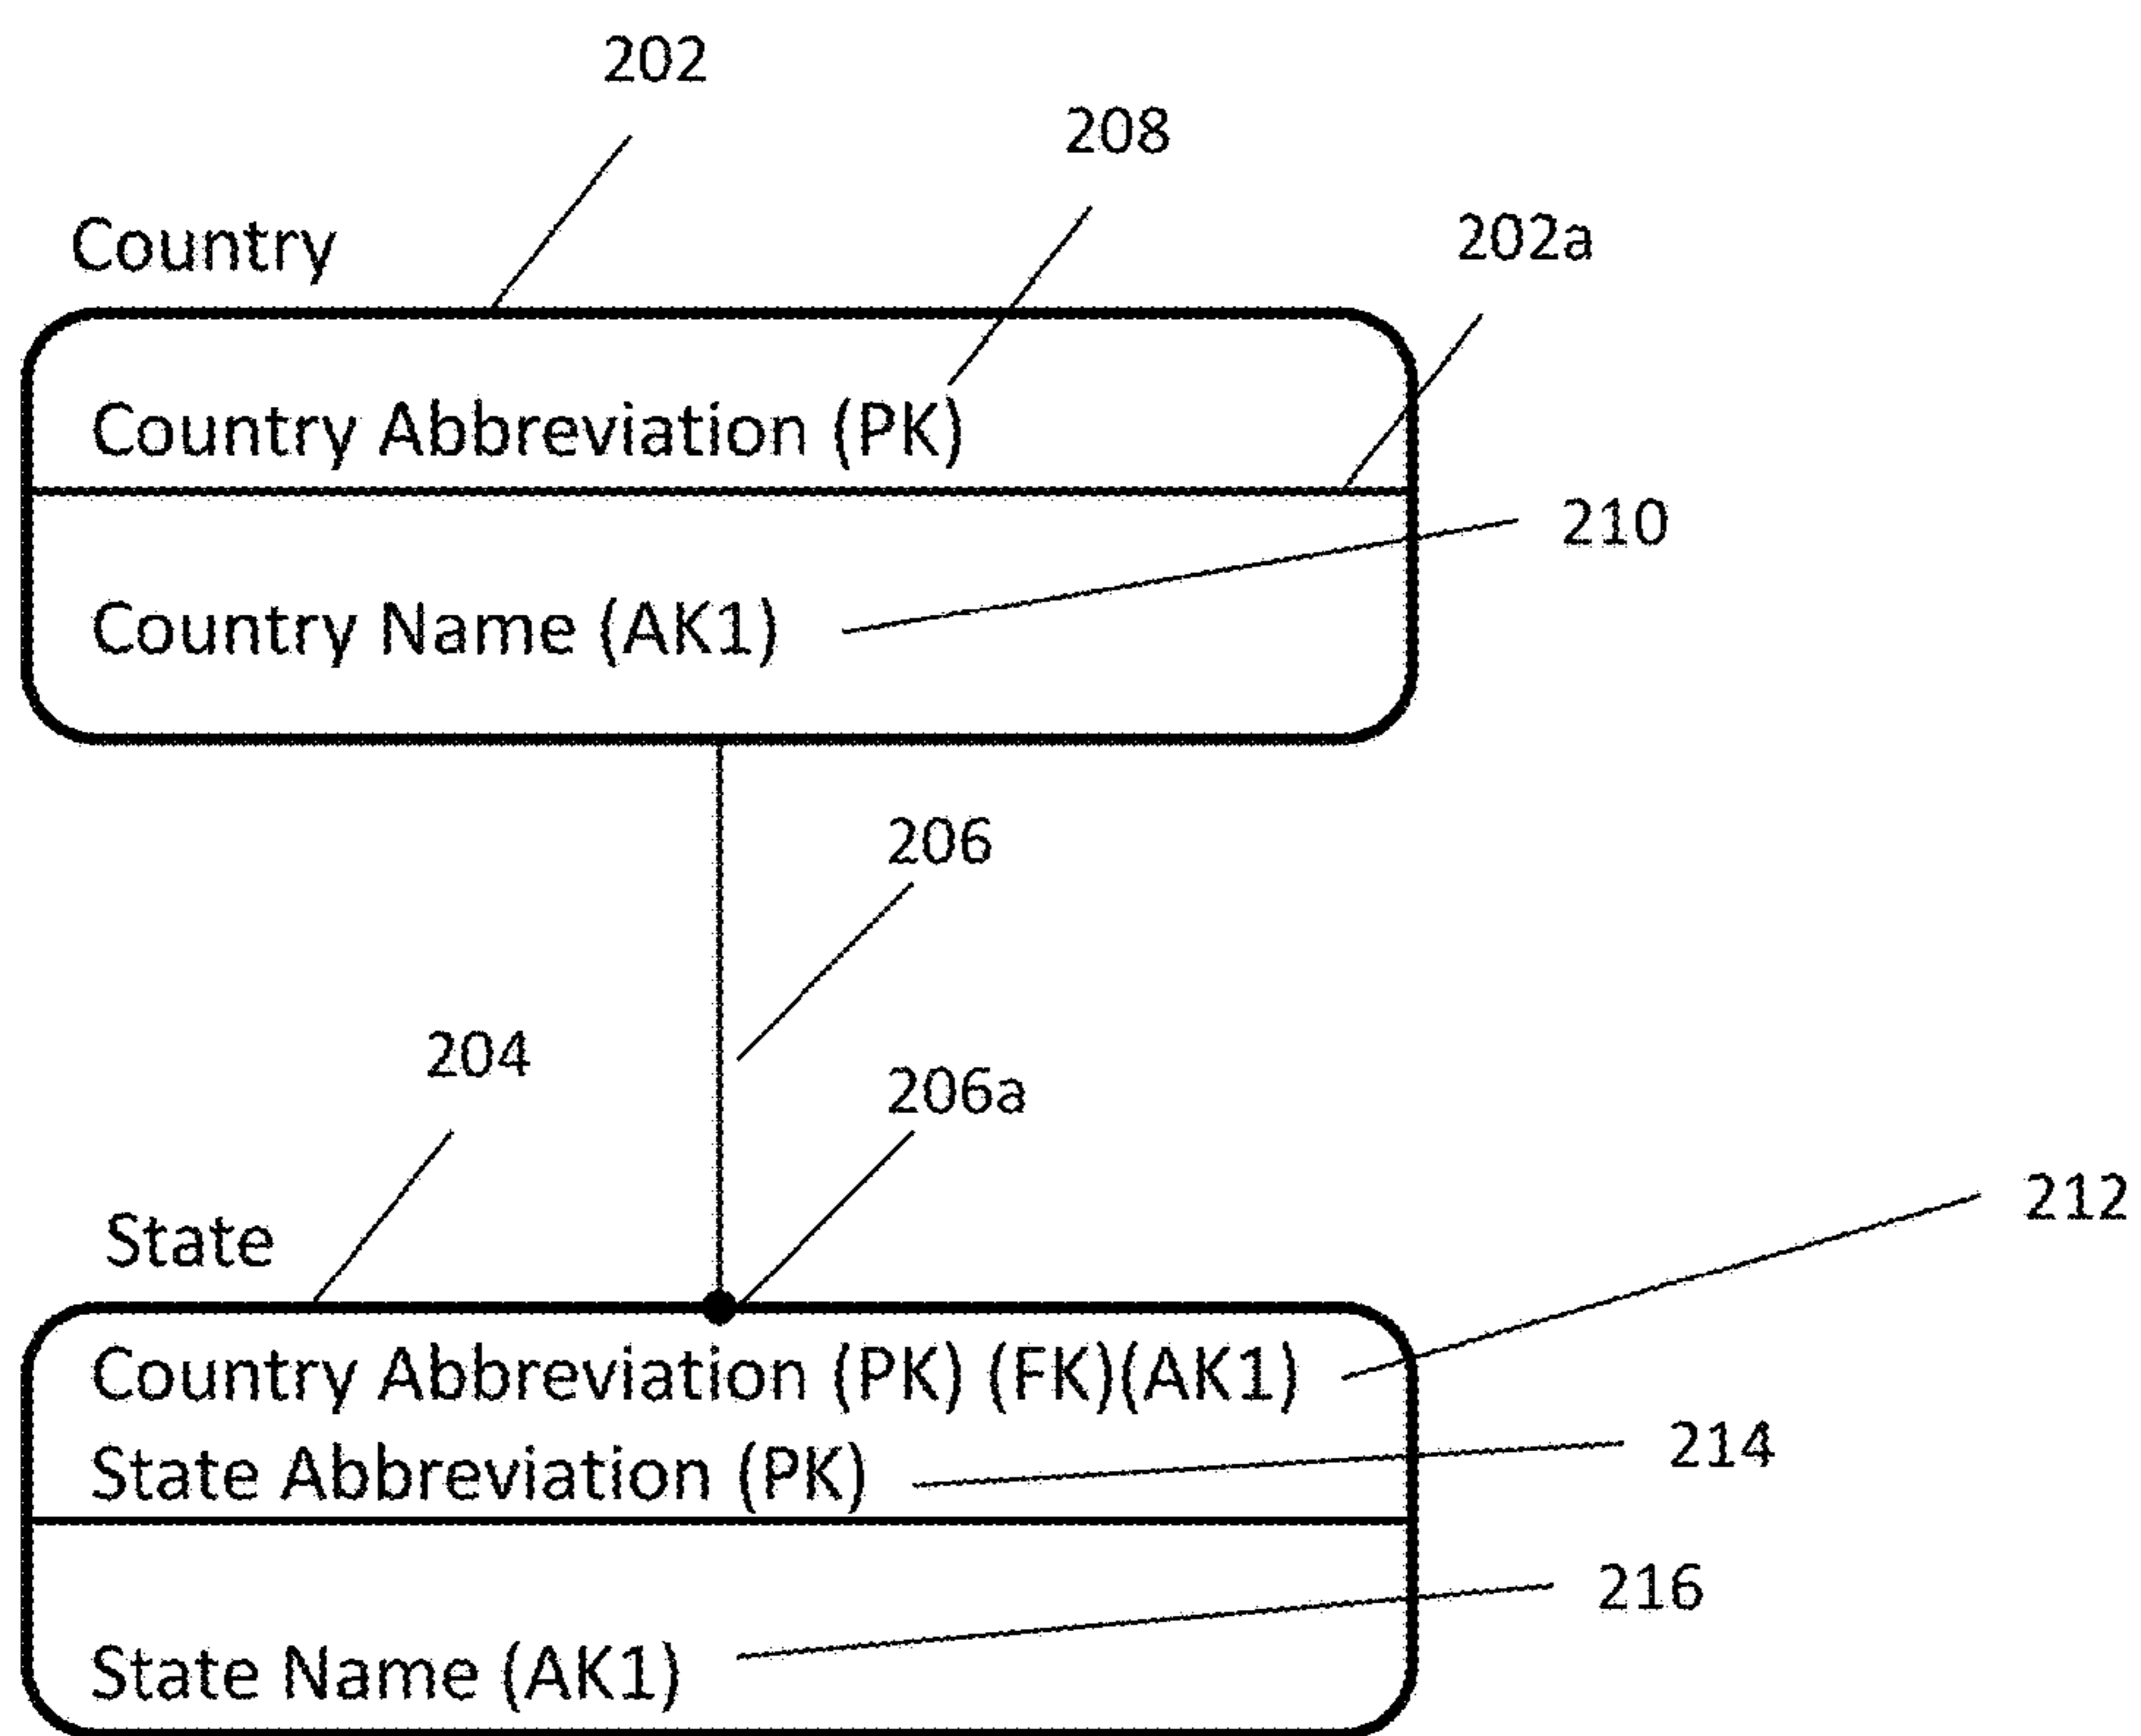 202
208
Country
202a
Country Abbreviation (PK)
210
Country Name (AK1)
206
204
206a
212
State
Country Abbreviation (PK) (FK)(AK1)
214
State Abbreviation (PK)
216
State Name (AK1)